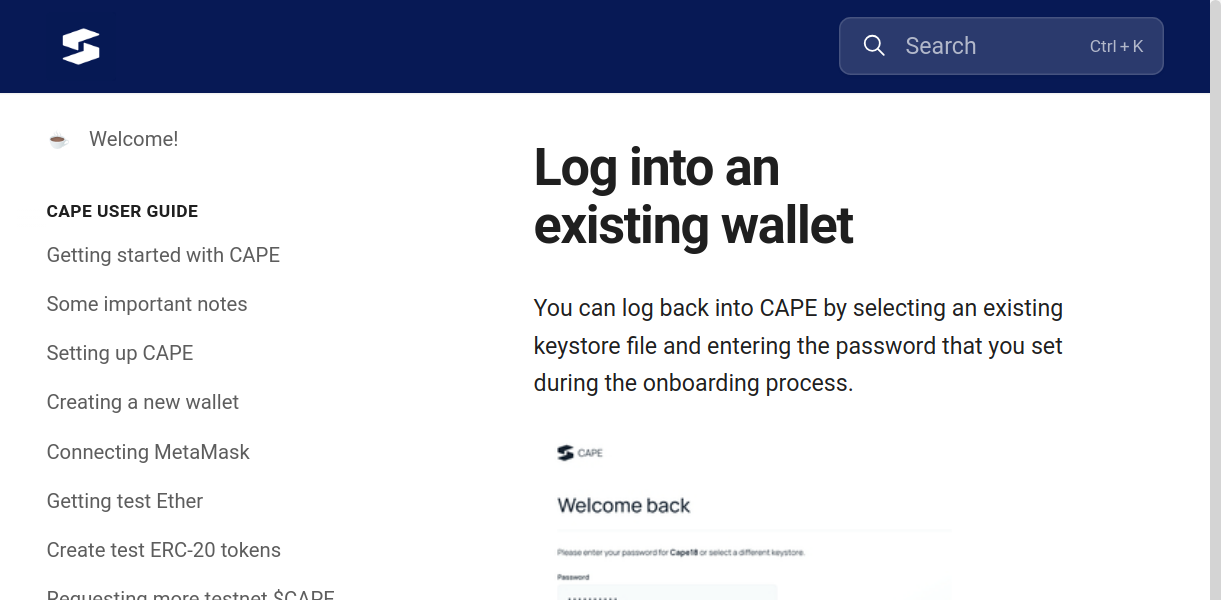 Search
Ctrl + K
Welcome!
CAPE USER GUIDE
Getting started with CAPE
Some important notes
Setting up CAPE
Creating a new wallet
Connecting MetaMask
Getting test Ether
Create test ERC-20 tokens
Requesting more testnet $CAPE
Log into an
existing wallet
You can log back into CAPE by selecting an existing
keystore file and entering the password that you set
during the onboarding process.
CAPE
Welcome back
Please enter your password for Cape18 or select a different keystore.
Password